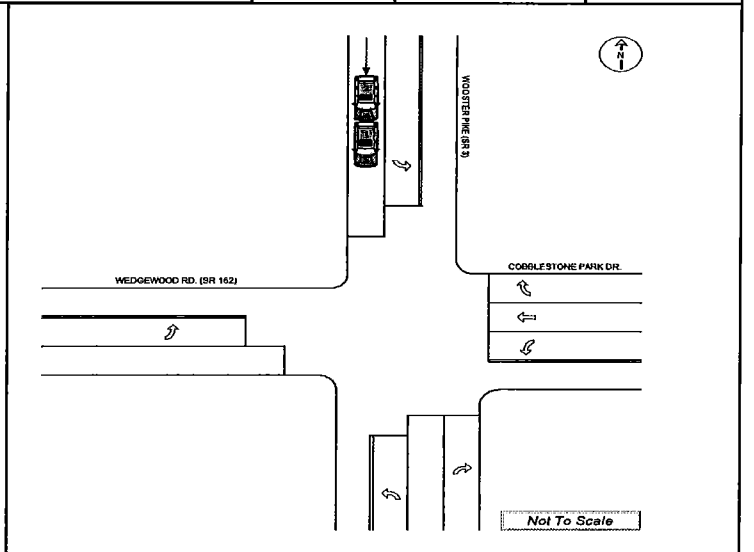 N
WOOSTER PIKE (SR 3)
WEDGEWOOD RD. (SR 162)
COBBLESTONE PARK DR.
Not To Scale